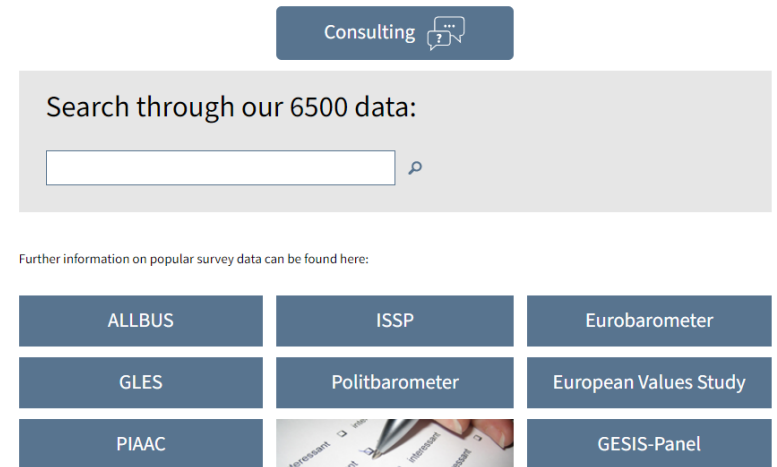 Consulting
Search through our 6500 data:
Further information on popular survey data can be found here:
ALLBUS
ISSP
Eurobarometer
GLES
Politbarometer
European Values Study
PIAAC
GESIS-Panel
interessant